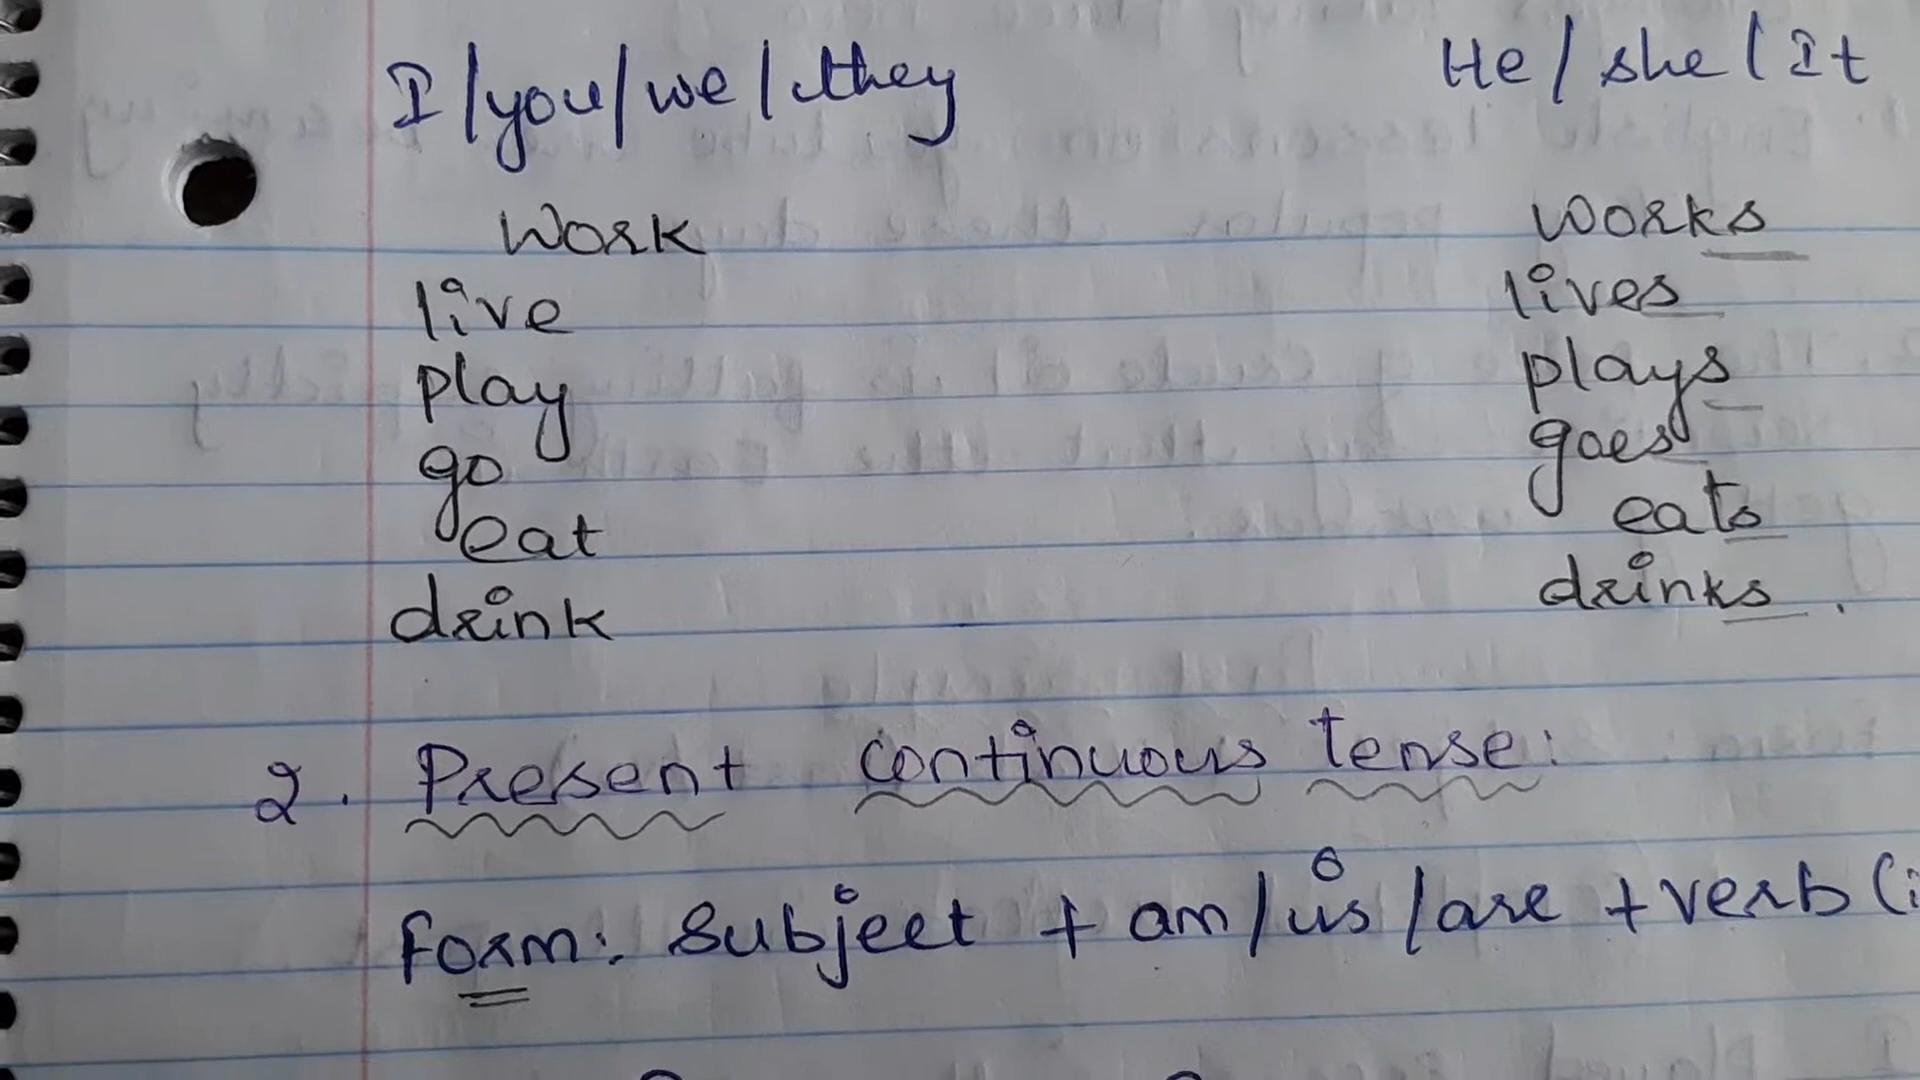 I/you/we/they He/she/It
Work works
live lives
play plays
go goes
eat eats
drink drinks.
2. Present continuous tense:
Form: Subject + am/is/are + verb (i